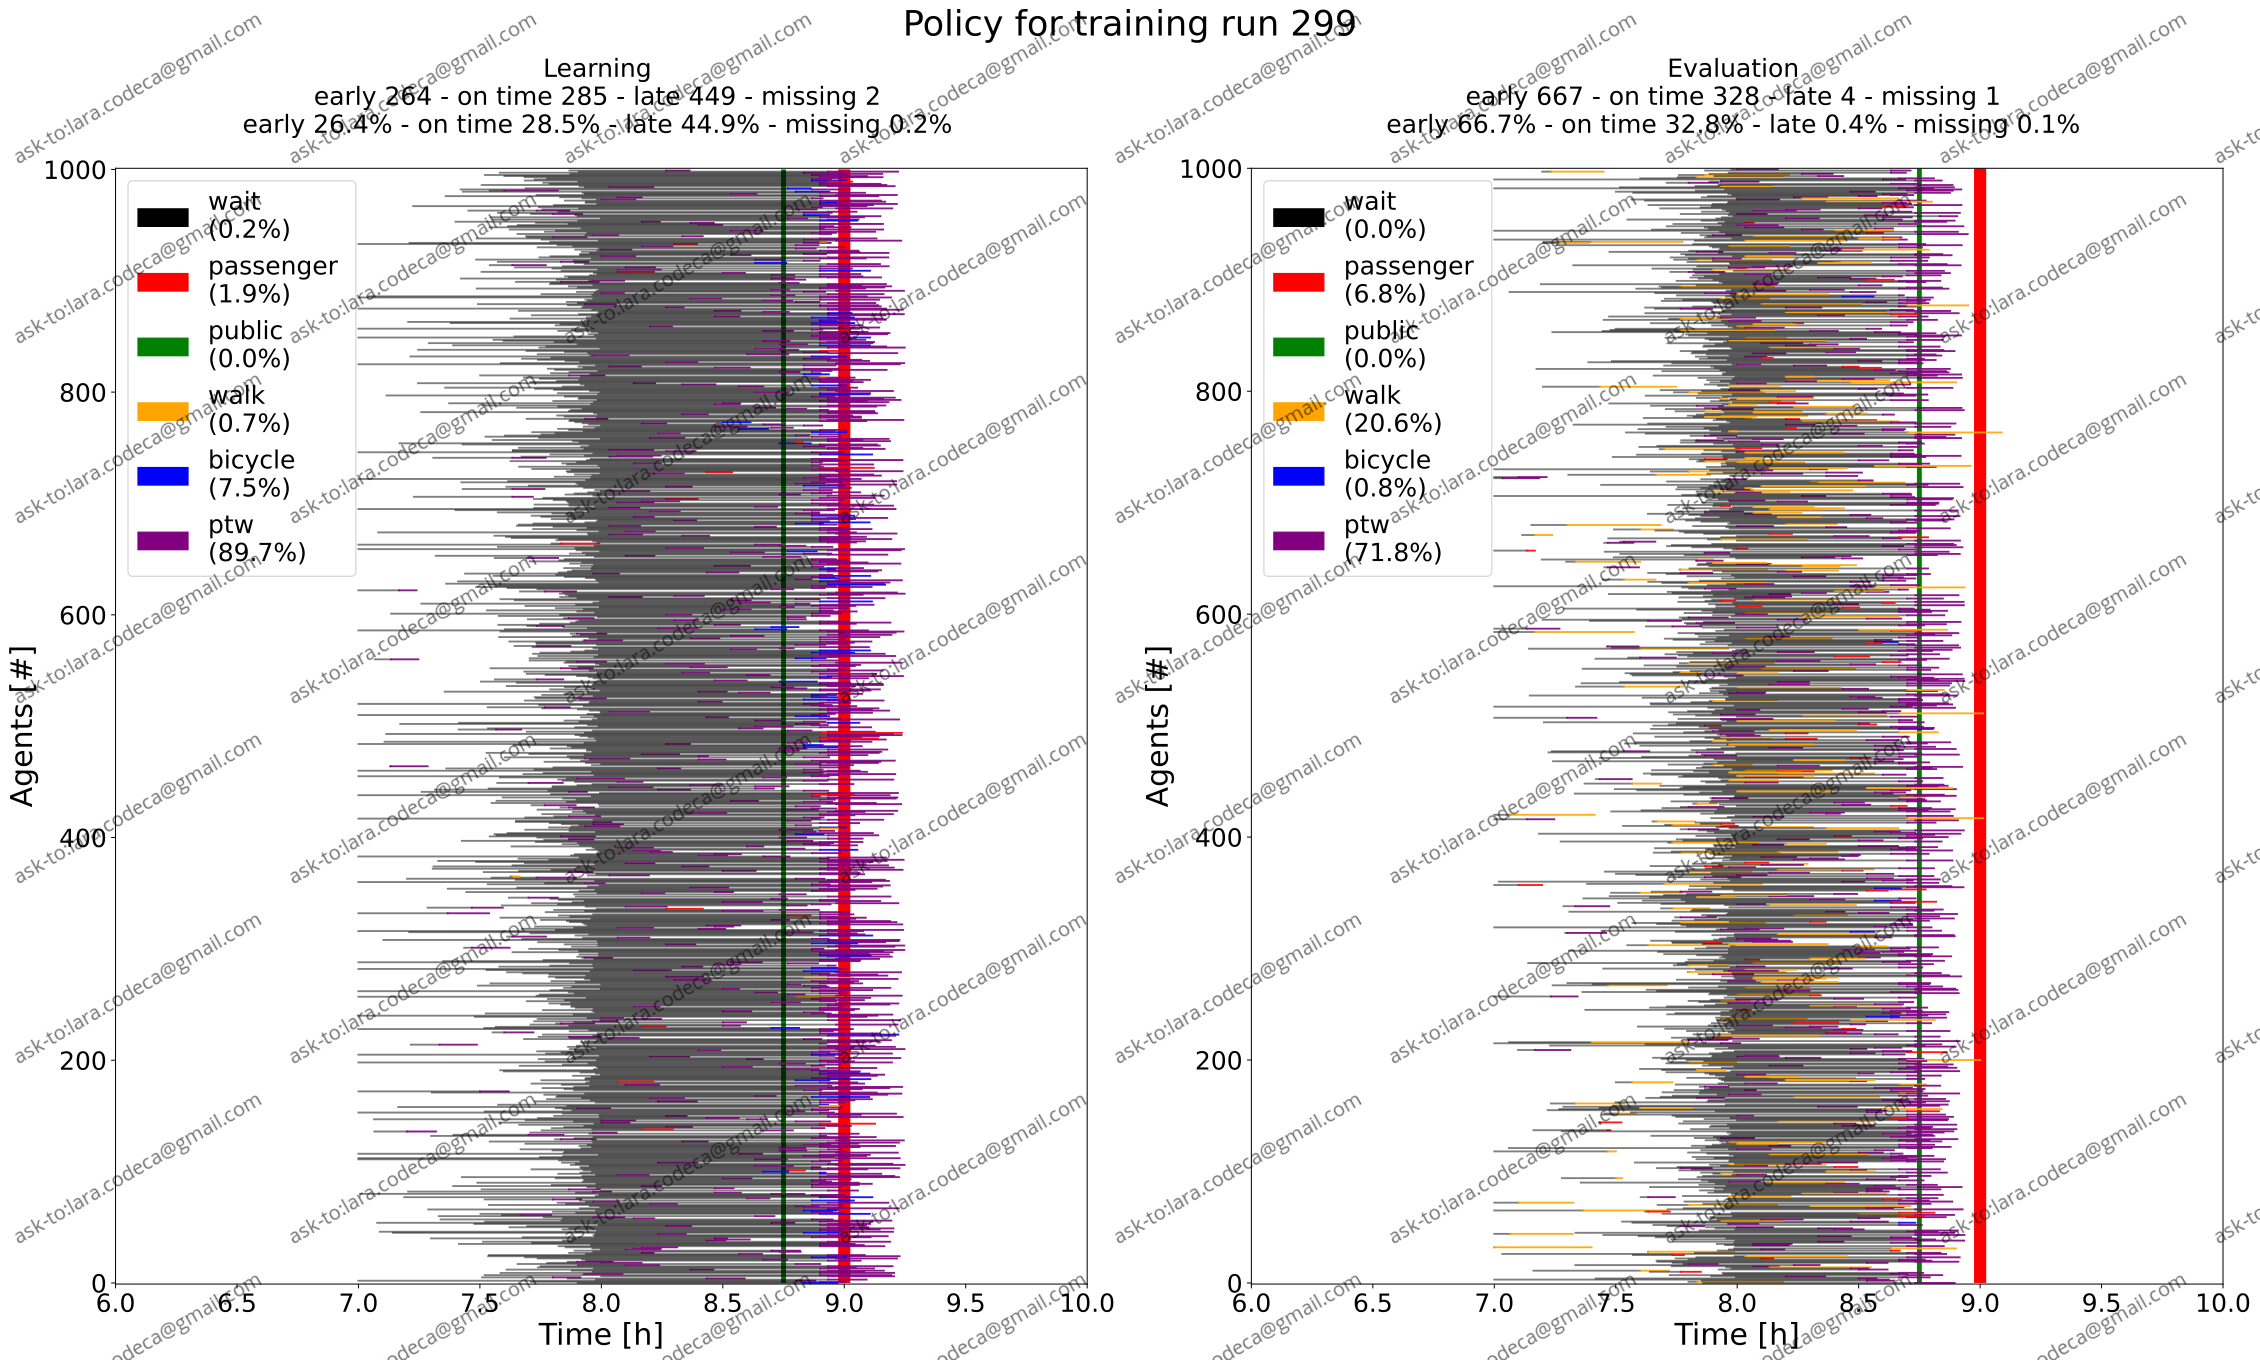 Policy for training run 299
Learning
early 264 - on time 285 - late 449 - missing 2
early 26.4% - on time 28.5% - late 44.9% - missing 0.2%
1000
800
600
400
200
0
Agents [#]
wait
(0.2%)
passenger
(1.9%)
public
(0.0%)
walk
(0.7%)
bicycle
(7.5%)
ptw
(89.7%)
6.0 6.5 7.0 7.5 8.0 8.5 9.0 9.5 10.0
Time [h]
Evaluation
early 667 - on time 328 - late 4 - missing 1
early 66.7% - on time 32.8% - late 0.4% - missing 0.1%
1000
800
600
400
200
0
Agents [#]
wait
(0.0%)
passenger
(6.8%)
public
(0.0%)
walk
(20.6%)
bicycle
(0.8%)
ptw
(71.8%)
6.0 6.5 7.0 7.5 8.0 8.5 9.0 9.5 10.0
Time [h]
ask-to:lara.codeca@gmail.com